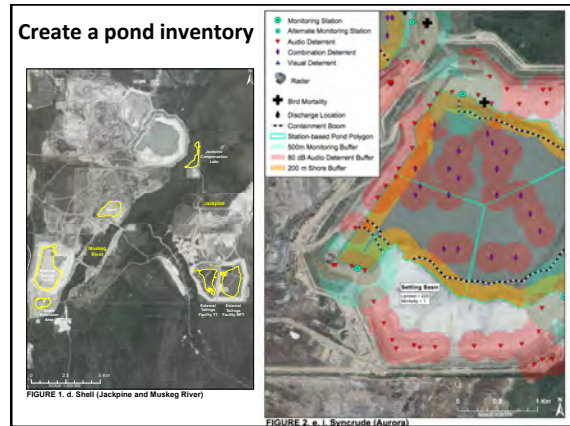 Create a pond inventory
Jackpine
Compensation
Lake
Jackpine
Muskeg
River
External
Tailings
Facility TT
External
Tailings
Facility MFT
FIGURE 1. d. Shell (Jackpine and Muskeg River)
Monitoring Station
Alternate Monitoring Station
Audio Deterrent
Combination Deterrent
Visual Deterrent
Radar
Bird Mortality
Discharge Location
Containment Boom
Station-based Pond Polygon
500m Monitoring Buffer
80 dB Audio Deterrent Buffer
200 m Shore Buffer
Settling Basin
FIGURE 2. e. i. Syncrude (Aurora)